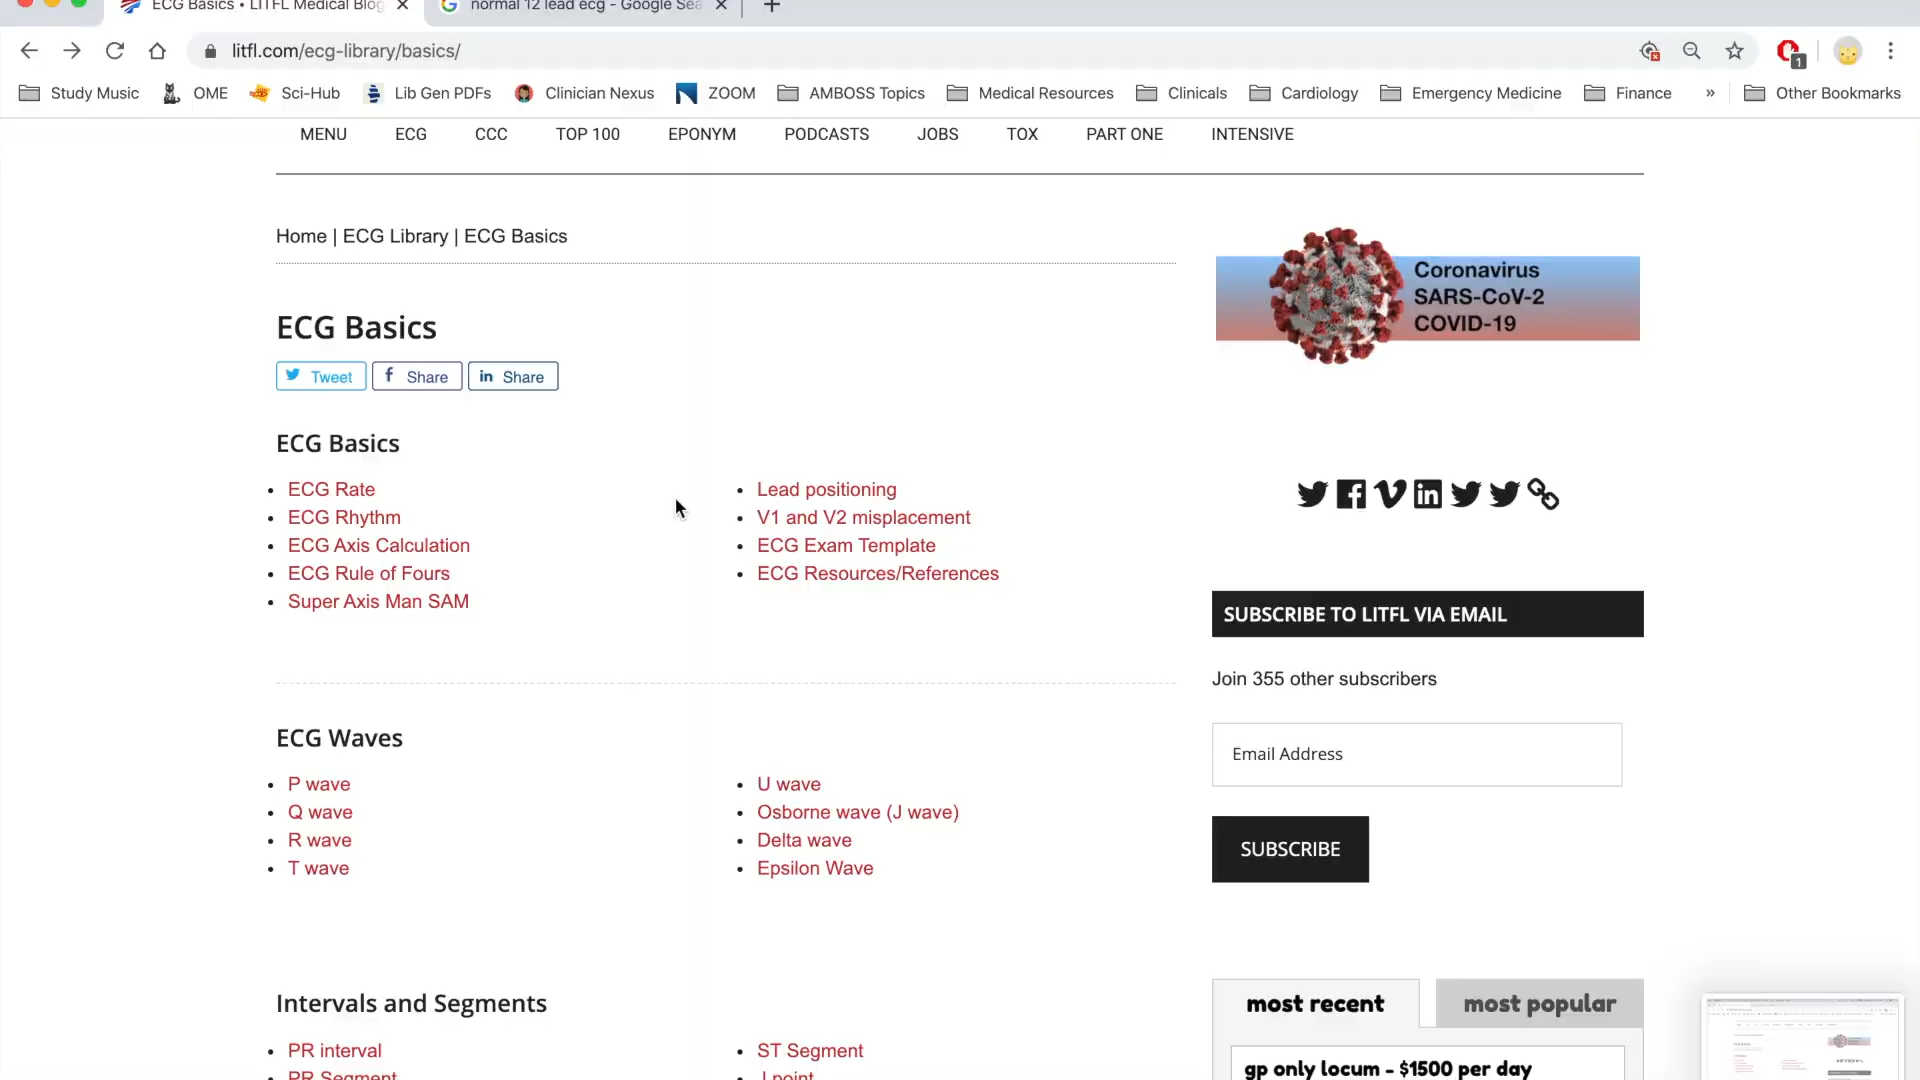 ECG Basics • LITFL Medical Blog
normal 12 lead ecg - Google Sea
litfl.com/ecg-library/basics/
1
Study Music
OME
Sci-Hub
Lib Gen PDFs
Clinician Nexus
ZOOM
AMBOSS Topics
Medical Resources
Clinicals
Cardiology
Emergency Medicine
Finance
»
Other Bookmarks
MENU
ECG
CCC
TOP 100
EPONYM
PODCASTS
JOBS
TOX
PART ONE
INTENSIVE
Home | ECG Library | ECG Basics
ECG Basics
Tweet
Share
Share
ECG Basics
• ECG Rate
• ECG Rhythm
• ECG Axis Calculation
• ECG Rule of Fours
• Super Axis Man SAM
• Lead positioning
• V1 and V2 misplacement
• ECG Exam Template
• ECG Resources/References
ECG Waves
• P wave
• Q wave
• R wave
• T wave
• U wave
• Osborne wave (J wave)
• Delta wave
• Epsilon Wave
Intervals and Segments
• PR interval
• PR Segment
• ST Segment
• J point
Coronavirus
SARS-CoV-2
COVID-19
SUBSCRIBE TO LITFL VIA EMAIL
Join 355 other subscribers
Email Address
SUBSCRIBE
most recent
most popular
gp only locum - $1500 per day